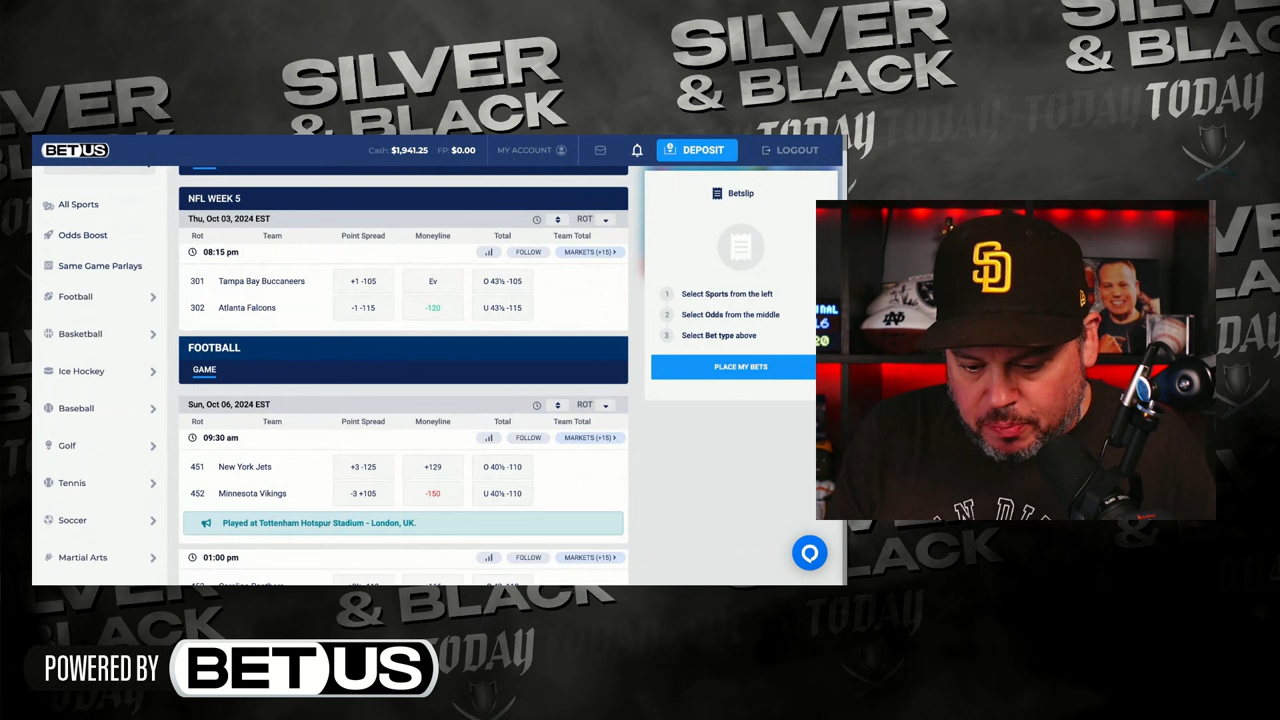 SILVER
& BLACK
TODAY
SILVER
& BLACK
TODAY
SILVER
& BLACK
TODAY
BETUS
Cash: $1,941.25 FP: $0.00
MY ACCOUNT
DEPOSIT
LOGOUT
All Sports
Odds Boost
Same Game Parlays
Football
Basketball
Ice Hockey
Baseball
Golf
Tennis
Soccer
Martial Arts
NFL WEEK 5
Thu, Oct 03, 2024 EST ROT
Rot Team Point Spread Moneyline Total Team Total
08:15 pm FOLLOW MARKETS (+15) >
301 Tampa Bay Buccaneers +1 -105 Ev O 43½ -105
302 Atlanta Falcons -1 -115 -120 U 43½ -115
FOOTBALL
GAME
Sun, Oct 06, 2024 EST ROT
Rot Team Point Spread Moneyline Total Team Total
09:30 am FOLLOW MARKETS (+15) >
451 New York Jets +3 -125 +129 O 40½ -110
452 Minnesota Vikings -3 +105 -150 U 40½ -110
Played at Tottenham Hotspur Stadium - London, UK.
01:00 pm FOLLOW MARKETS (+15) >
Betslip
1 Select Sports from the left
2 Select Odds from the middle
3 Select Bet type above
PLACE MY BETS
SD
& BLACK
TODAY
POWERED BY BETUS